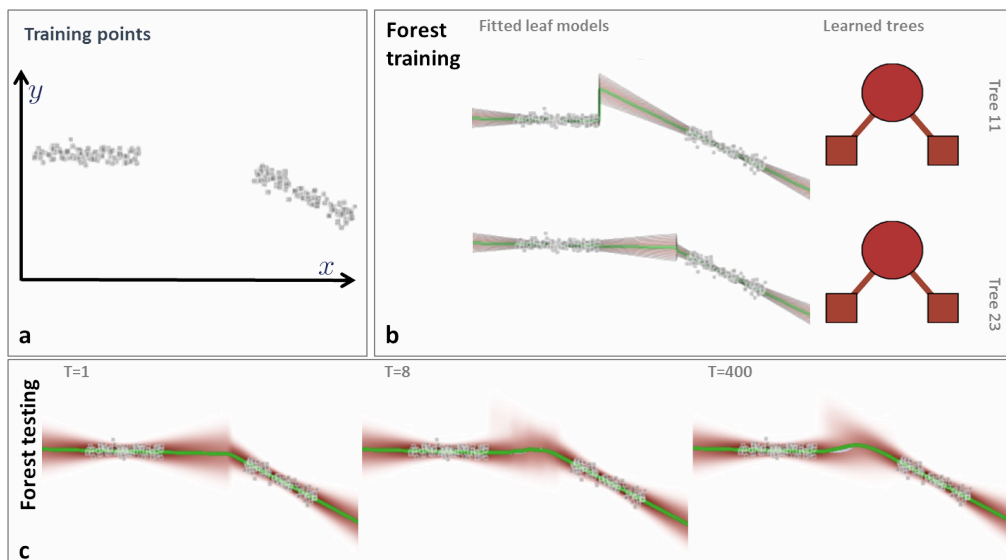 Training points
y
x
a
Forest
training
Fitted leaf models
Learned trees
Tree 11
Tree 23
b
Forest testing
T=1
T=8
T=400
c